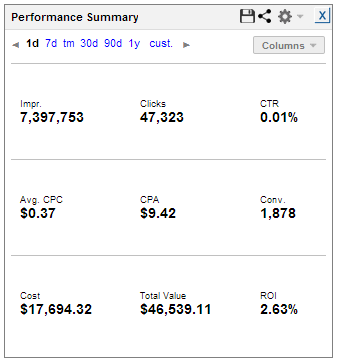 Performance Summary X
1d 7d tm 30d 90d 1y cust. Columns
Impr. Clicks CTR
7,397,753 47,323 0.01%
Avg. CPC CPA Conv.
$0.37 $9.42 1,878
Cost Total Value ROI
$17,694.32 $46,539.11 2.63%